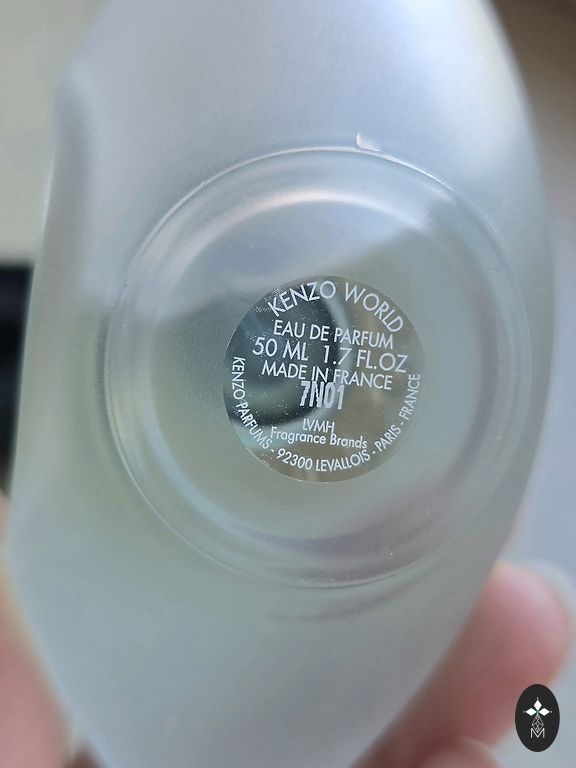 KENZO WORLD
EAU DE PARFUM
50 ML 1.7 FL.OZ
MADE IN FRANCE
7N01
LVMH
Fragrance Brands
KENZO PARFUMS - 92300 LEVALLOIS - PARIS - FRANCE
M